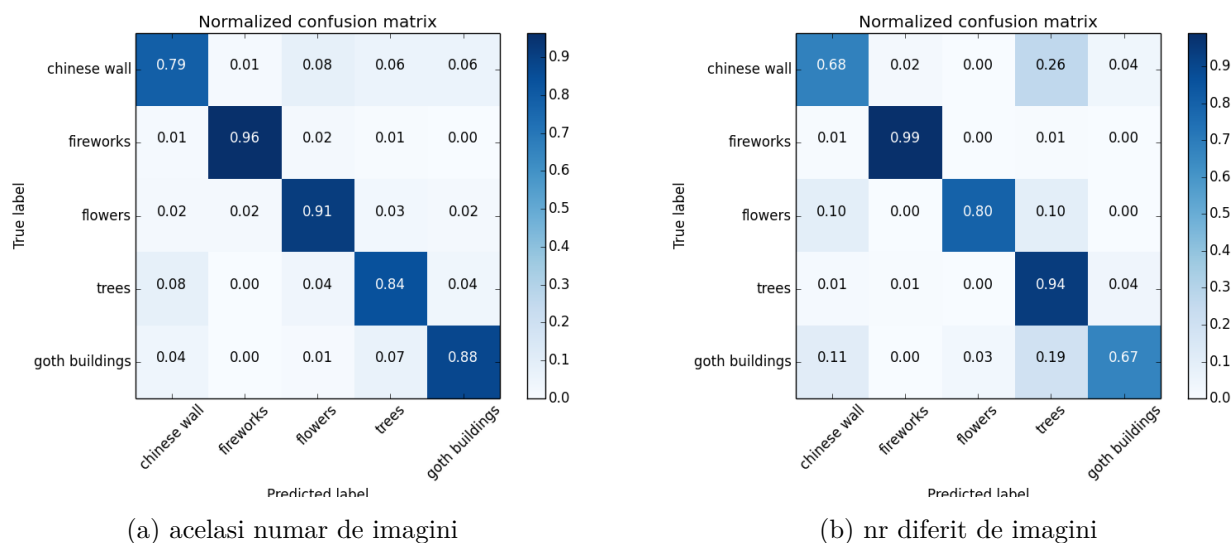 Normalized confusion matrix
chinese wall 0.79 0.01 0.08 0.06 0.06
fireworks 0.01 0.96 0.02 0.01 0.00
flowers 0.02 0.02 0.91 0.03 0.02
trees 0.08 0.00 0.04 0.84 0.04
goth buildings 0.04 0.00 0.01 0.07 0.88
True label
chinese wall fireworks flowers trees goth buildings
Predicted label
0.9
0.8
0.7
0.6
0.5
0.4
0.3
0.2
0.1
0.0
(a) acelasi numar de imagini
Normalized confusion matrix
chinese wall 0.68 0.02 0.00 0.26 0.04
fireworks 0.01 0.99 0.00 0.01 0.00
flowers 0.10 0.00 0.80 0.10 0.00
trees 0.01 0.01 0.00 0.94 0.04
goth buildings 0.11 0.00 0.03 0.19 0.67
True label
chinese wall fireworks flowers trees goth buildings
Predicted label
0.9
0.8
0.7
0.6
0.5
0.4
0.3
0.2
0.1
0.0
(b) nr diferit de imagini